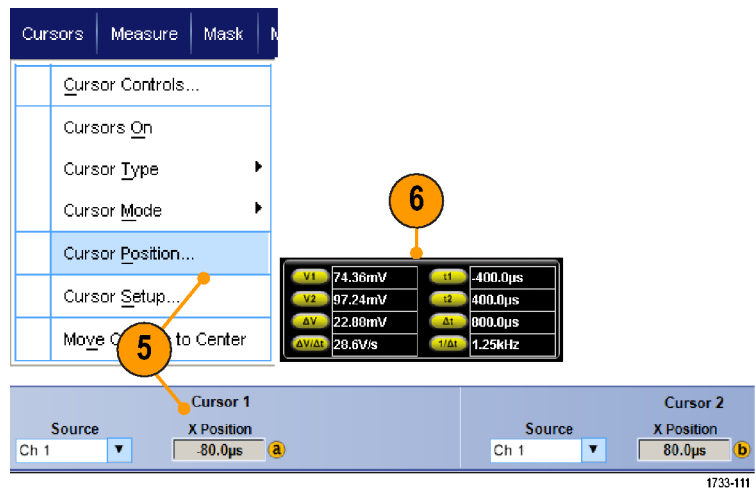 Cursors Measure Mask
Cursor Controls...
Cursors On
Cursor Type
Cursor Mode
Cursor Position...
Cursor Setup...
Move to Center
5
6
V1 74.36mV t1 -400.0µs
V2 97.24mV t2 400.0µs
ΔV 22.88mV Δt 800.0µs
ΔV/Δt 28.6V/s 1/Δt 1.25kHz
Cursor 1 Cursor 2
Source X Position Source X Position
Ch 1 -80.0µs a Ch 1 80.0µs b
1733-111